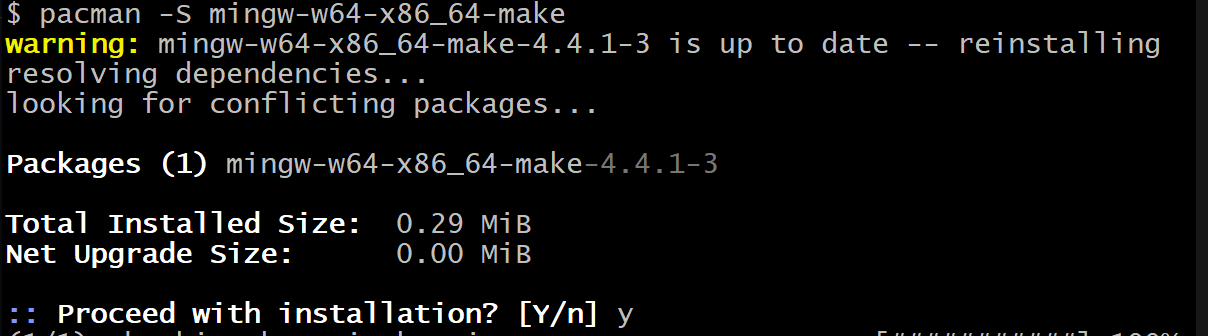 $ pacman -S mingw-w64-x86_64-make
warning: mingw-w64-x86_64-make-4.4.1-3 is up to date -- reinstalling
resolving dependencies...
looking for conflicting packages...
Packages (1) mingw-w64-x86_64-make-4.4.1-3
Total Installed Size:  0.29 MiB
Net Upgrade Size:      0.00 MiB
:: Proceed with installation? [Y/n] y